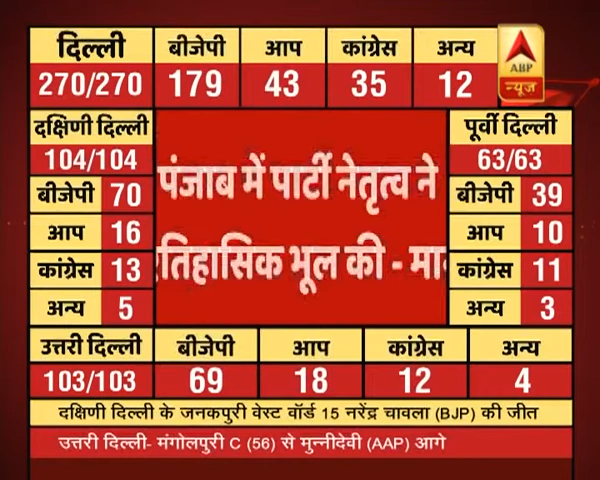 दिल्ली बीजेपी आप कांग्रेस अन्य
270/270 179 43 35 12
ABP
न्यूज़
दक्षिणी दिल्ली
104/104
बीजेपी 70
आप 16
कांग्रेस 13
अन्य 5
पंजाब में पार्टी नेतृत्व ने
तिहासिक भूल की -
पूर्वी दिल्ली
63/63
बीजेपी 39
आप 10
कांग्रेस 11
अन्य 3
उत्तरी दिल्ली बीजेपी आप कांग्रेस अन्य
103/103 69 18 12 4
दक्षिणी दिल्ली के जनकपुरी वेस्ट वॉर्ड 15 नरेंद्र चावला (BJP) की जीत
उत्तरी दिल्ली- मंगोलपुरी C (56) से मुन्नीदेवी (AAP) आगे